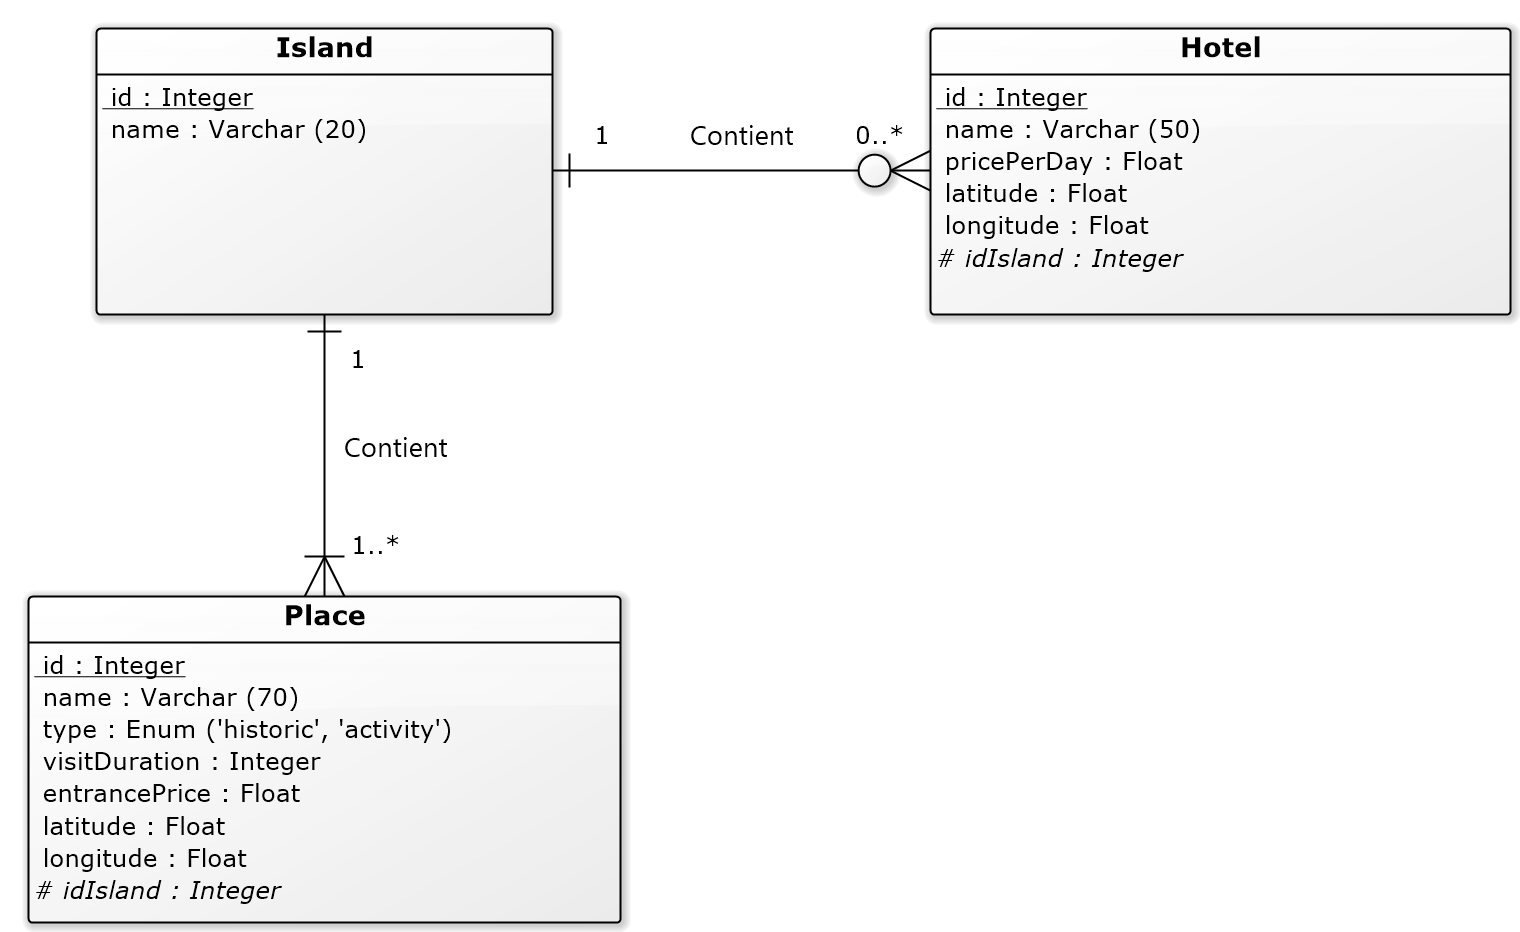 Island
id : Integer
name : Varchar (20)
1
Contient
0..*
Hotel
id : Integer
name : Varchar (50)
pricePerDay : Float
latitude : Float
longitude : Float
# idIsland : Integer
1
Contient
1..*
Place
id : Integer
name : Varchar (70)
type : Enum ('historic', 'activity')
visitDuration : Integer
entrancePrice : Float
latitude : Float
longitude : Float
# idIsland : Integer